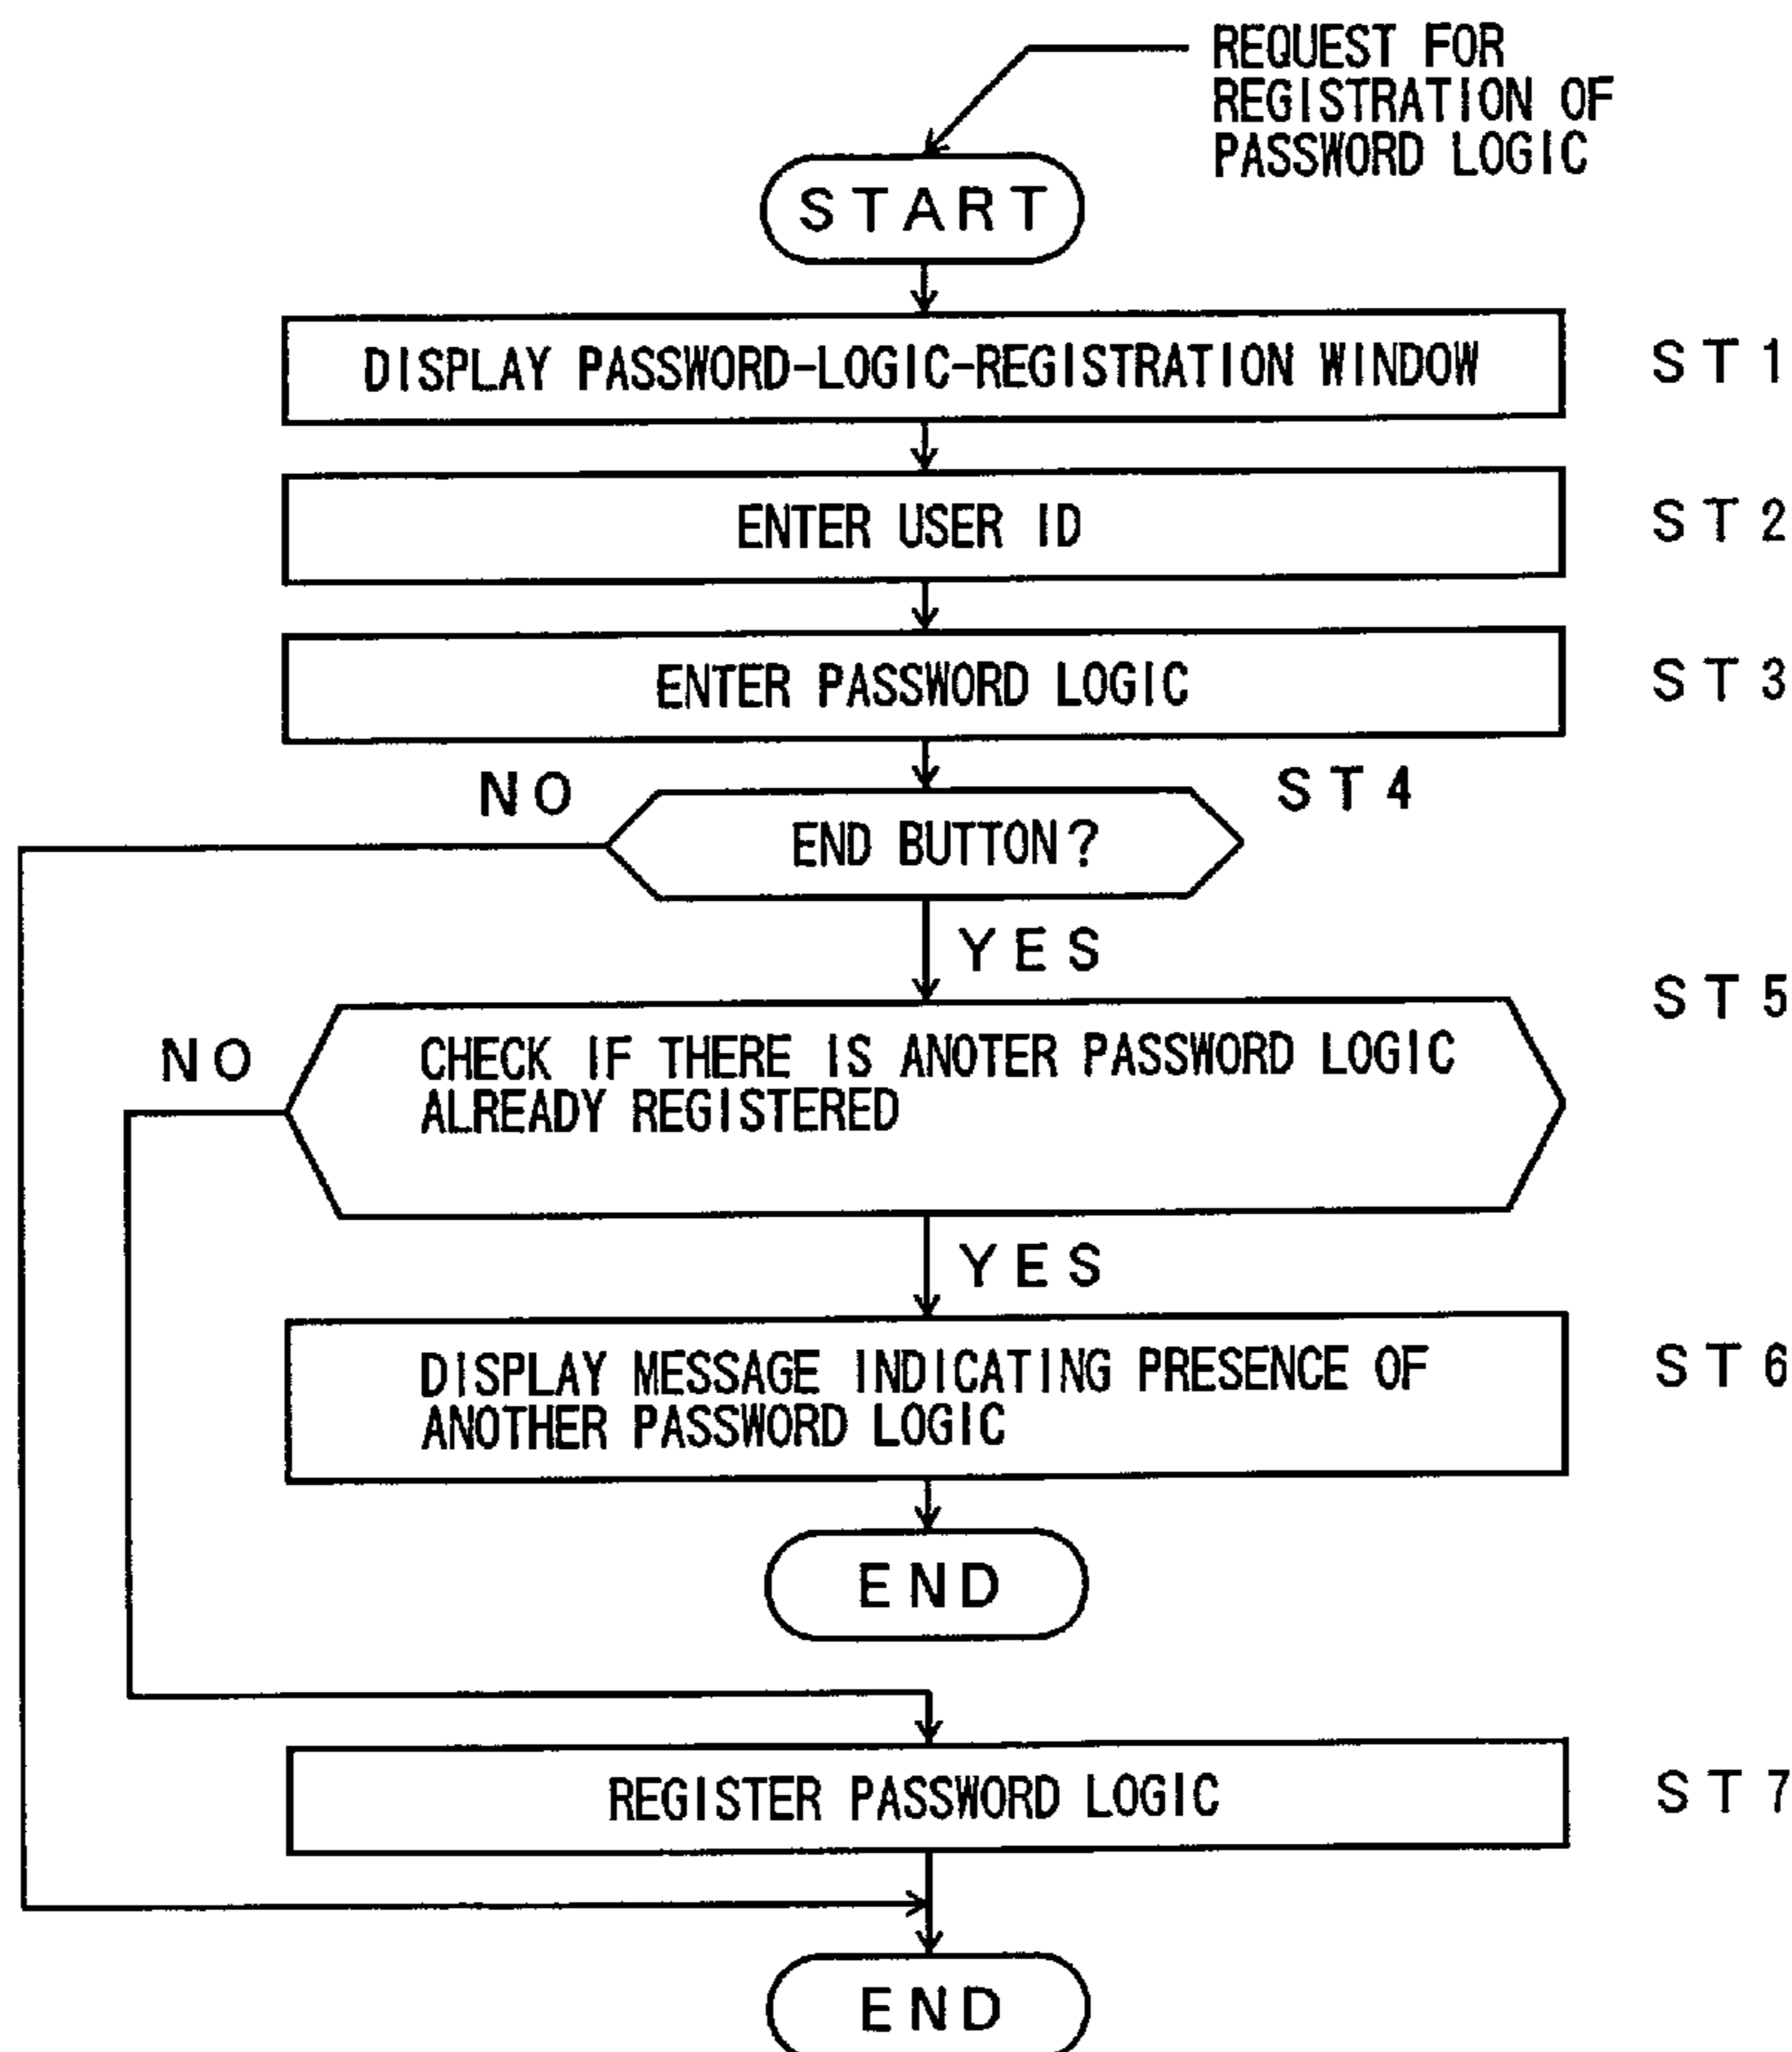 REQUEST FOR
REGISTRATION OF
PASSWORD LOGIC
START
DISPLAY PASSWORD-LOGIC-REGISTRATION WINDOW
ST1
ENTER USER ID
ST2
ENTER PASSWORD LOGIC
ST3
NO
ST4
END BUTTON?
YES
ST5
NO
CHECK IF THERE IS ANOTER PASSWORD LOGIC
ALREADY REGISTERED
YES
DISPLAY MESSAGE INDICATING PRESENCE OF
ANOTHER PASSWORD LOGIC
ST6
END
REGISTER PASSWORD LOGIC
ST7
END